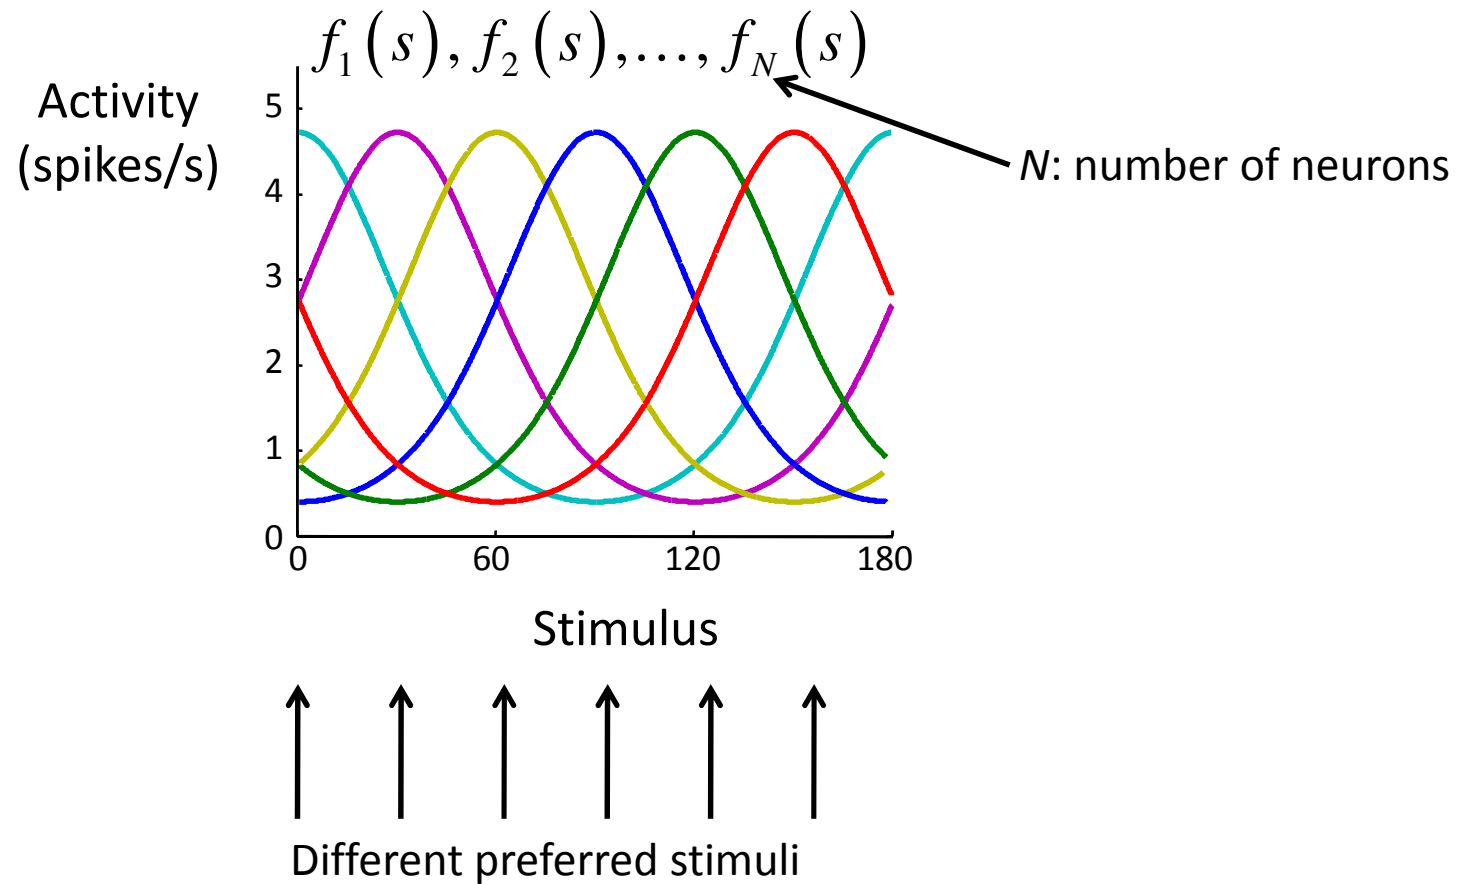 f₁(s), f₂(s),..., f_N(s)
Activity
(spikes/s)
5
4
3
2
1
0
N: number of neurons
0 60 120 180
Stimulus
Different preferred stimuli